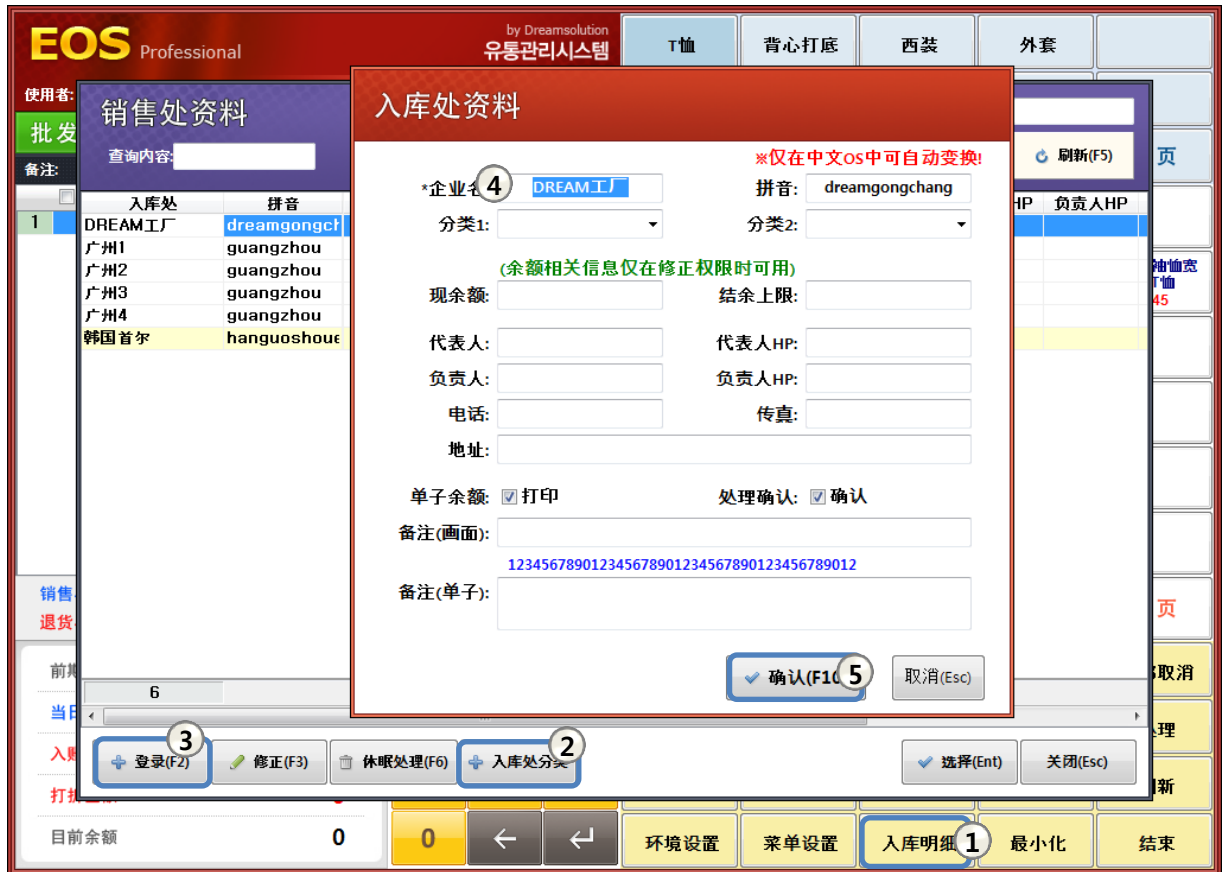 EOS Professional
by Dreamsolution
유통관리시스템
T恤
背心打底
西装
外套
使用者:
批发
备注:
1
销售处资料
查询内容:
刷新(F5)
页
入库处 拼音
HP 负责人HP
DREAM工厂 dreamgongch
广州1 guangzhou
广州2 guangzhou
广州3 guangzhou
广州4 guangzhou
韩国首尔 hanguoshoue
6
袖恤宽
T恤
45
入库处资料
※仅在中文OS中可自动变换!
*企业名 4 DREAM工厂 拼音: dreamgongchang
分类1: 分类2:
(余额相关信息仅在修正权限时可用)
现余额: 结余上限:
代表人: 代表人HP:
负责人: 负责人HP:
电话: 传真:
地址:
单子余额: 打印 处理确认: 确认
备注(画面):
123456789012345678901234567890123456789012
备注(单子):
确认(F10 5 取消(Esc)
3 2
登录(F2) 修正(F3) 休眠处理(F6) 入库处分类 选择(Ent) 关闭(Esc)
销售
退货
页
前期
当日
取消
入账
理
打折
新
目前余额 0
0 ← 环境设置 菜单设置 入库明细 1 最小化 结束